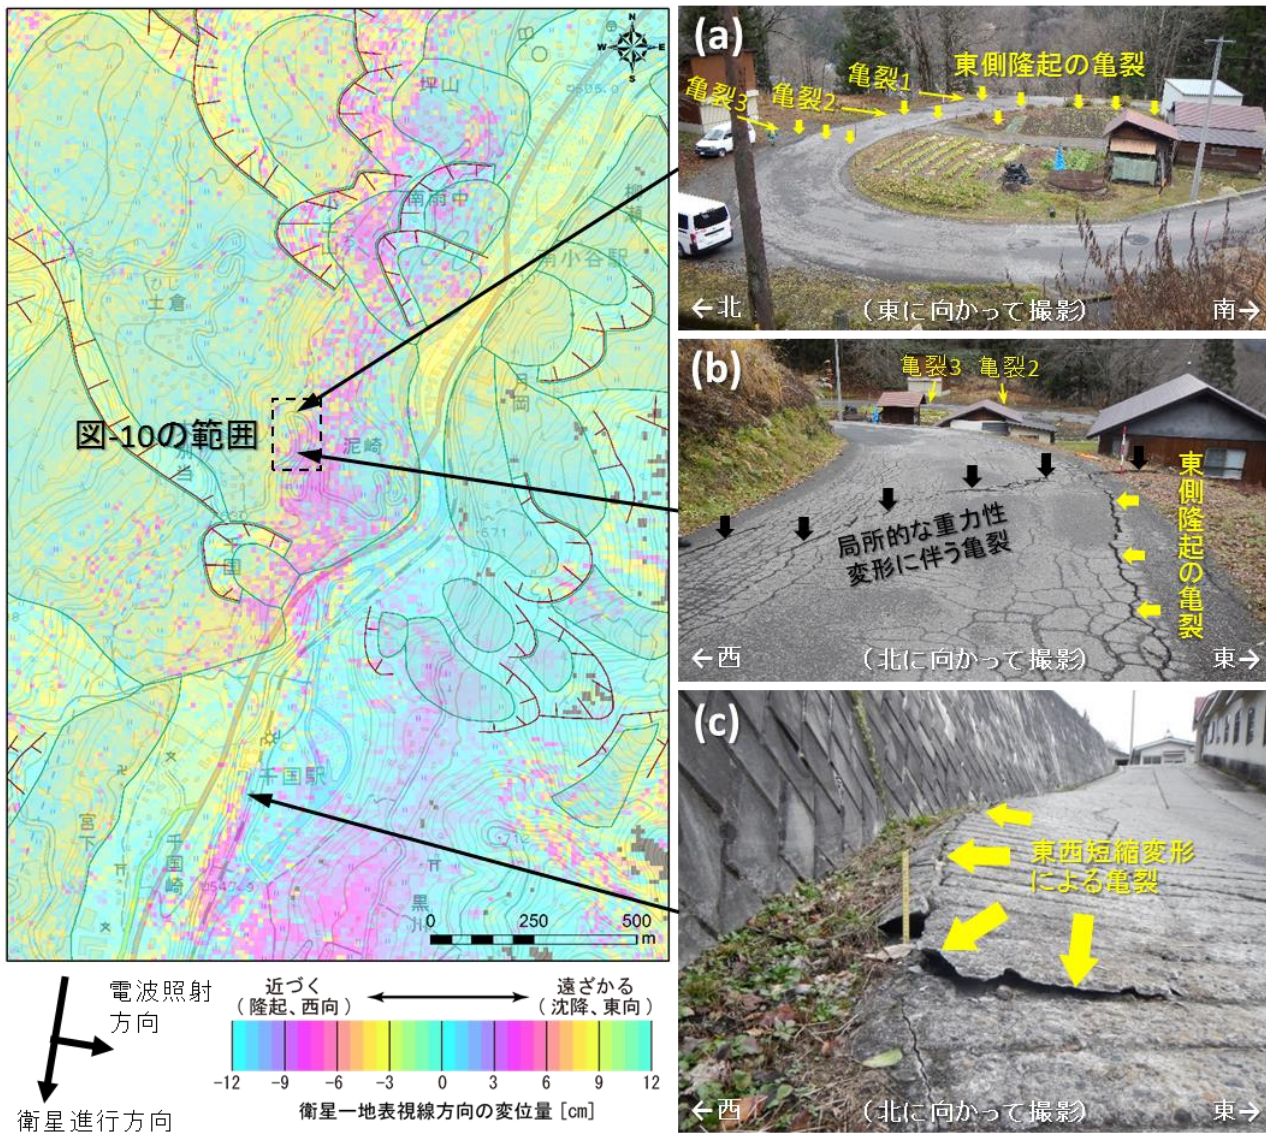 N
W
E
S
坪山
南雨中
南小谷駅
土倉
図-10の範囲
泥崎
別当
千国駅
宮下
千国崎
黒川
0
250
500
m
電波照射
方向
衛星進行方向
近づく
(隆起、西向)
遠ざかる
(沈降、東向)
-12
-9
-6
-3
0
3
6
9
12
衛星ー地表視線方向の変位量 [cm]
(a)
東側隆起の亀裂
亀裂1
亀裂2
亀裂3
←北
(東に向かって撮影)
南→
(b)
亀裂3
亀裂2
局所的な重力性
変形に伴う亀裂
東側隆起の亀裂
←西
(北に向かって撮影)
東→
(c)
東西短縮変形
による亀裂
←西
(北に向かって撮影)
東→